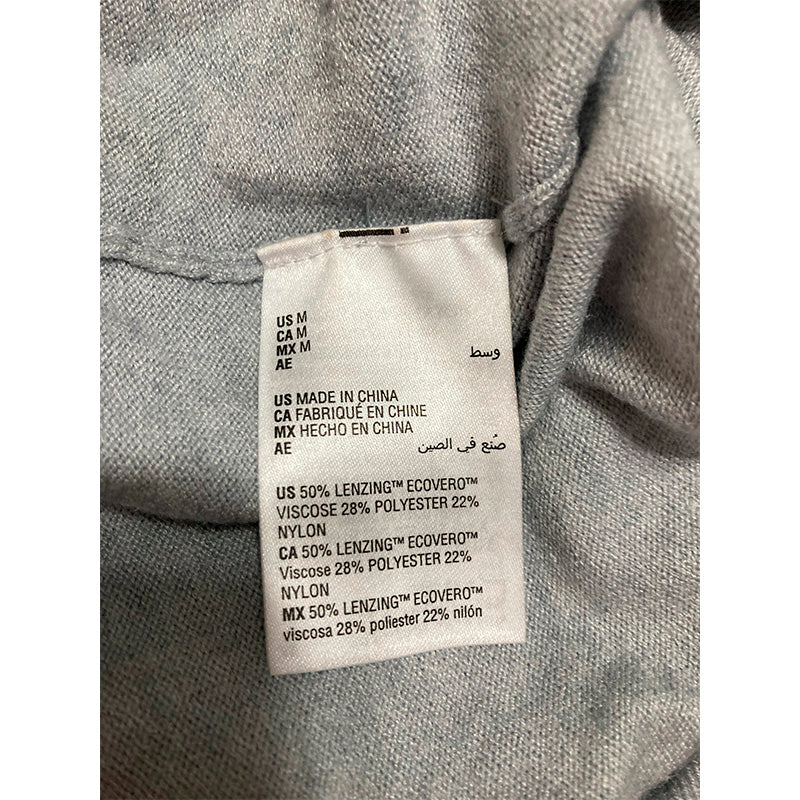 US M
CA M
MX M
AE وسط
US MADE IN CHINA
CA FABRIQUÉ EN CHINE
MX HECHO EN CHINA
AE صُنع في الصين
US 50% LENZING™ ECOVERO™
VISCOSE 28% POLYESTER 22%
NYLON
CA 50% LENZING™ ECOVERO™
Viscose 28% POLYESTER 22%
NYLON
MX 50% LENZING™ ECOVERO™
viscosa 28% poliester 22% nilón